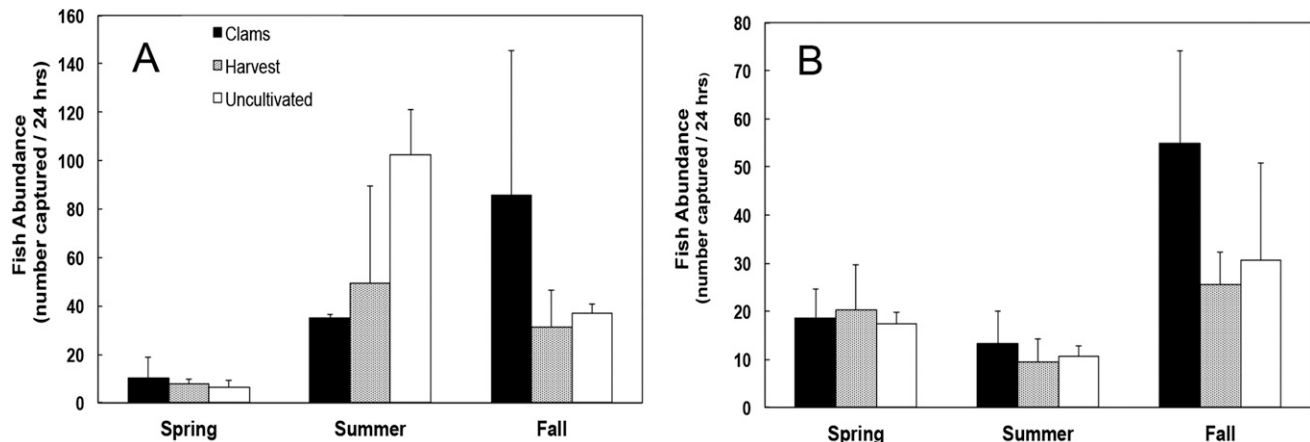 A
Clams
Harvest
Uncultivated
Fish Abundance
(number captured / 24 hrs)
160
140
120
100
80
60
40
20
0
Spring Summer Fall
B
Fish Abundance
(number captured / 24 hrs)
80
70
60
50
40
30
20
10
0
Spring Summer Fall